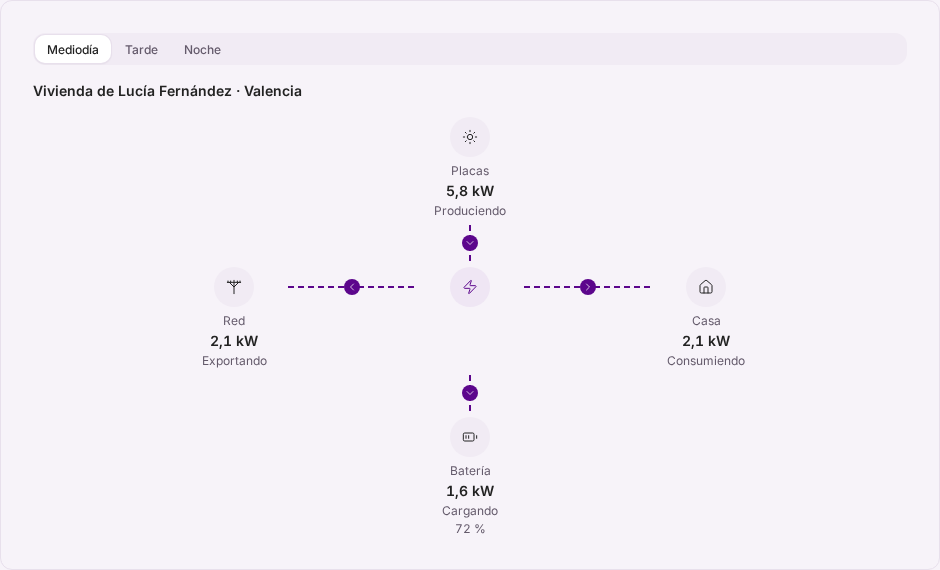 Mediodía
Tarde
Noche
Vivienda de Lucía Fernández · Valencia
Placas
5,8 kW
Produciendo
Red
2,1 kW
Exportando
Casa
2,1 kW
Consumiendo
Batería
1,6 kW
Cargando
72 %